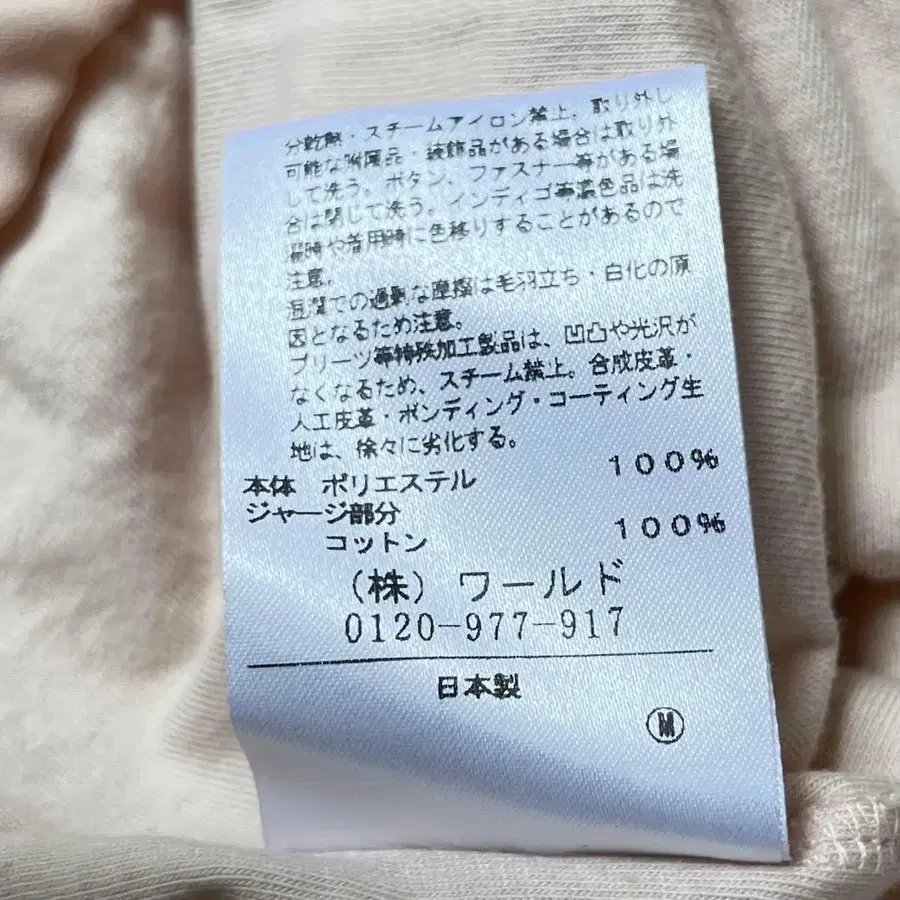 分乾熱・スチームアイロン禁止。取り外し
可能な附属品・装飾品がある場合は取り外
して洗う。ボタン、ファスナー等がある場
合は閉じて洗う。インディゴ等濃色品は洗
濯時や着用時に色移りすることがあるので
注意。
湿潤での過剰な摩擦は毛羽立ち・白化の原
因となるため注意。
プリーツ等特殊加工製品は、凹凸や光沢が
なくなるため、スチーム禁止。合成皮革・
人工皮革・ボンディング・コーティング生
地は、徐々に劣化する。
本体 ポリエステル 100%
ジャージ部分
コットン 100%
(株) ワールド
0120-977-917
日本製
M